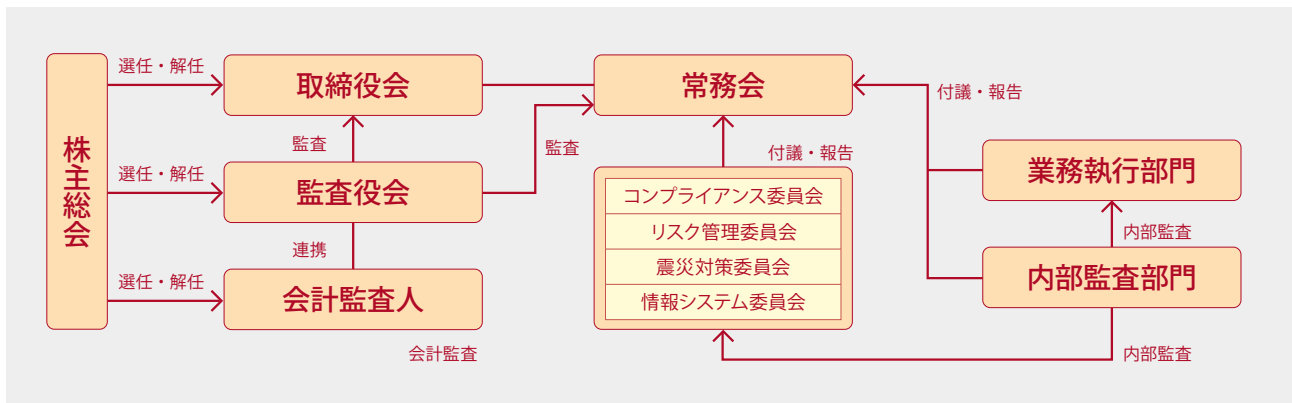 株主総会
選任・解任
取締役会
常務会
付議・報告
監査
選任・解任
監査役会
監査
付議・報告
コンプライアンス委員会
リスク管理委員会
震災対策委員会
情報システム委員会
業務執行部門
内部監査
内部監査部門
連携
選任・解任
会計監査人
会計監査
内部監査